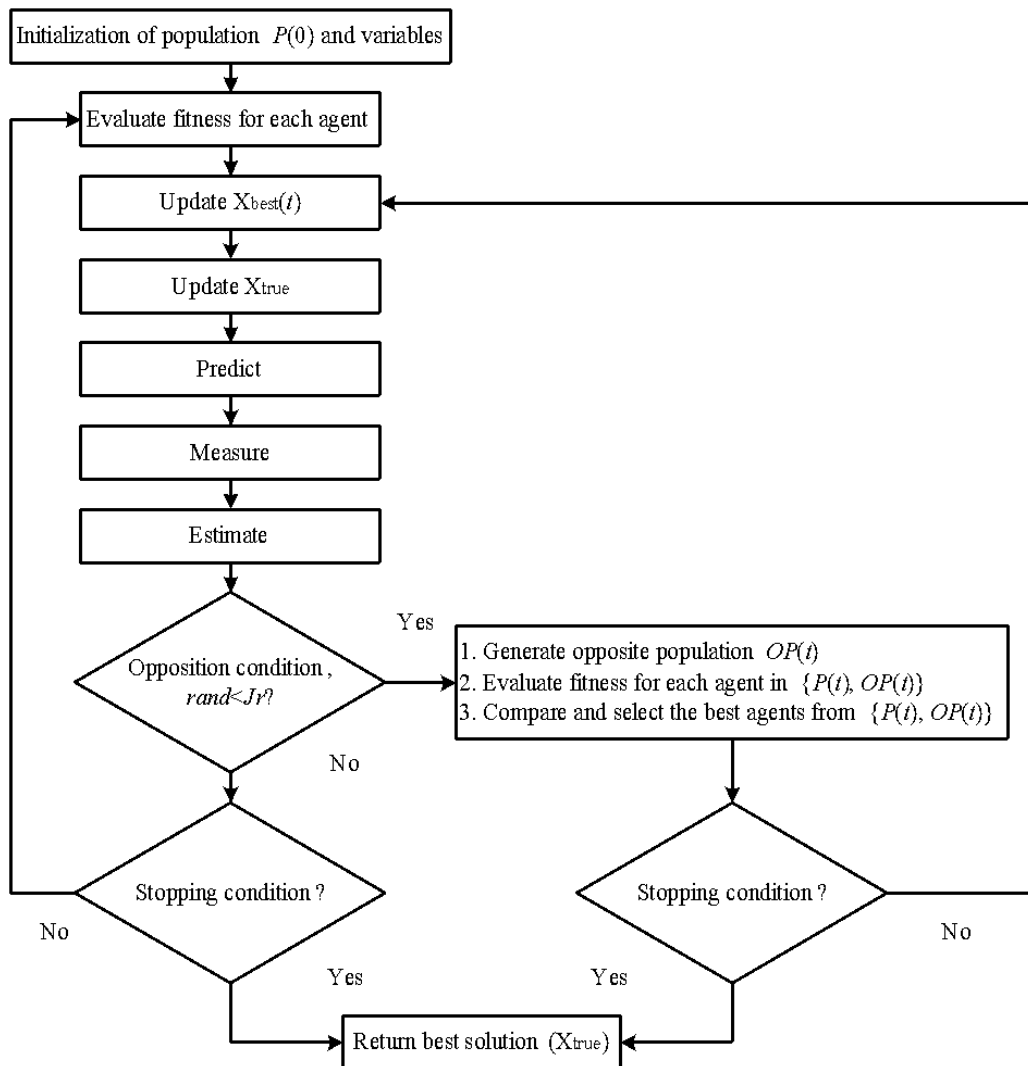 Initialization of population P(0) and variables
Evaluate fitness for each agent
Update Xbest(t)
Update Xtrue
Predict
Measure
Estimate
Opposition condition,
rand<Jr?
Yes
No
1. Generate opposite population OP(t)
2. Evaluate fitness for each agent in {P(t), OP(t)}
3. Compare and select the best agents from {P(t), OP(t)}
Stopping condition?
No
Yes
Stopping condition?
No
Yes
Return best solution (Xtrue)